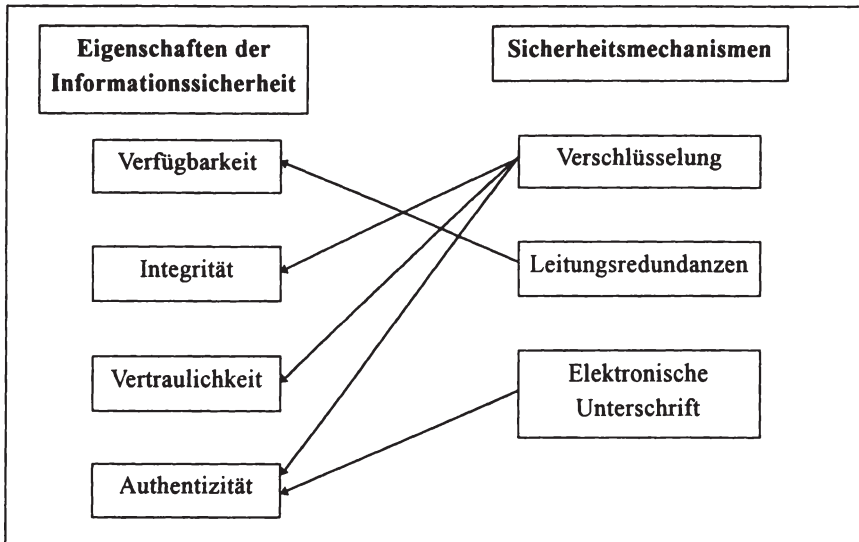 Eigenschaften der
Informationssicherheit
Sicherheitsmechanismen
Verfügbarkeit
Verschlüsselung
Integrität
Leitungsredundanzen
Vertraulichkeit
Elektronische
Unterschrift
Authentizität